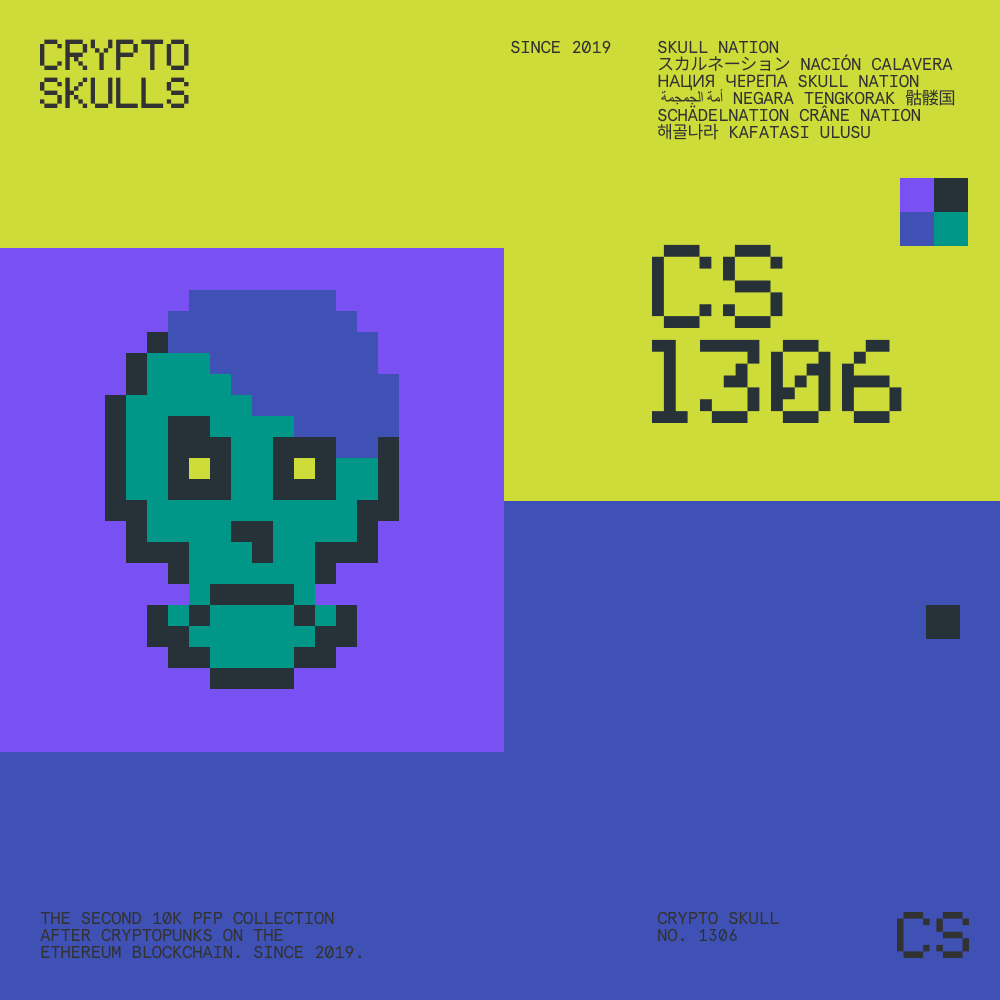 CRYPTO
SKULLS
SINCE 2019
SKULL NATION
スカルネーション NACIÓN CALAVERA
НАЦИЯ ЧЕРЕПА SKULL NATION
أمة الجمجمة NEGARA TENGKORAK 骷髅国
SCHÄDELNATION CRÂNE NATION
해골나라 KAFATASI ULUSU
CS
1306
THE SECOND 10K PFP COLLECTION
AFTER CRYPTOPUNKS ON THE
ETHEREUM BLOCKCHAIN. SINCE 2019.
CRYPTO SKULL
NO. 1306
CS